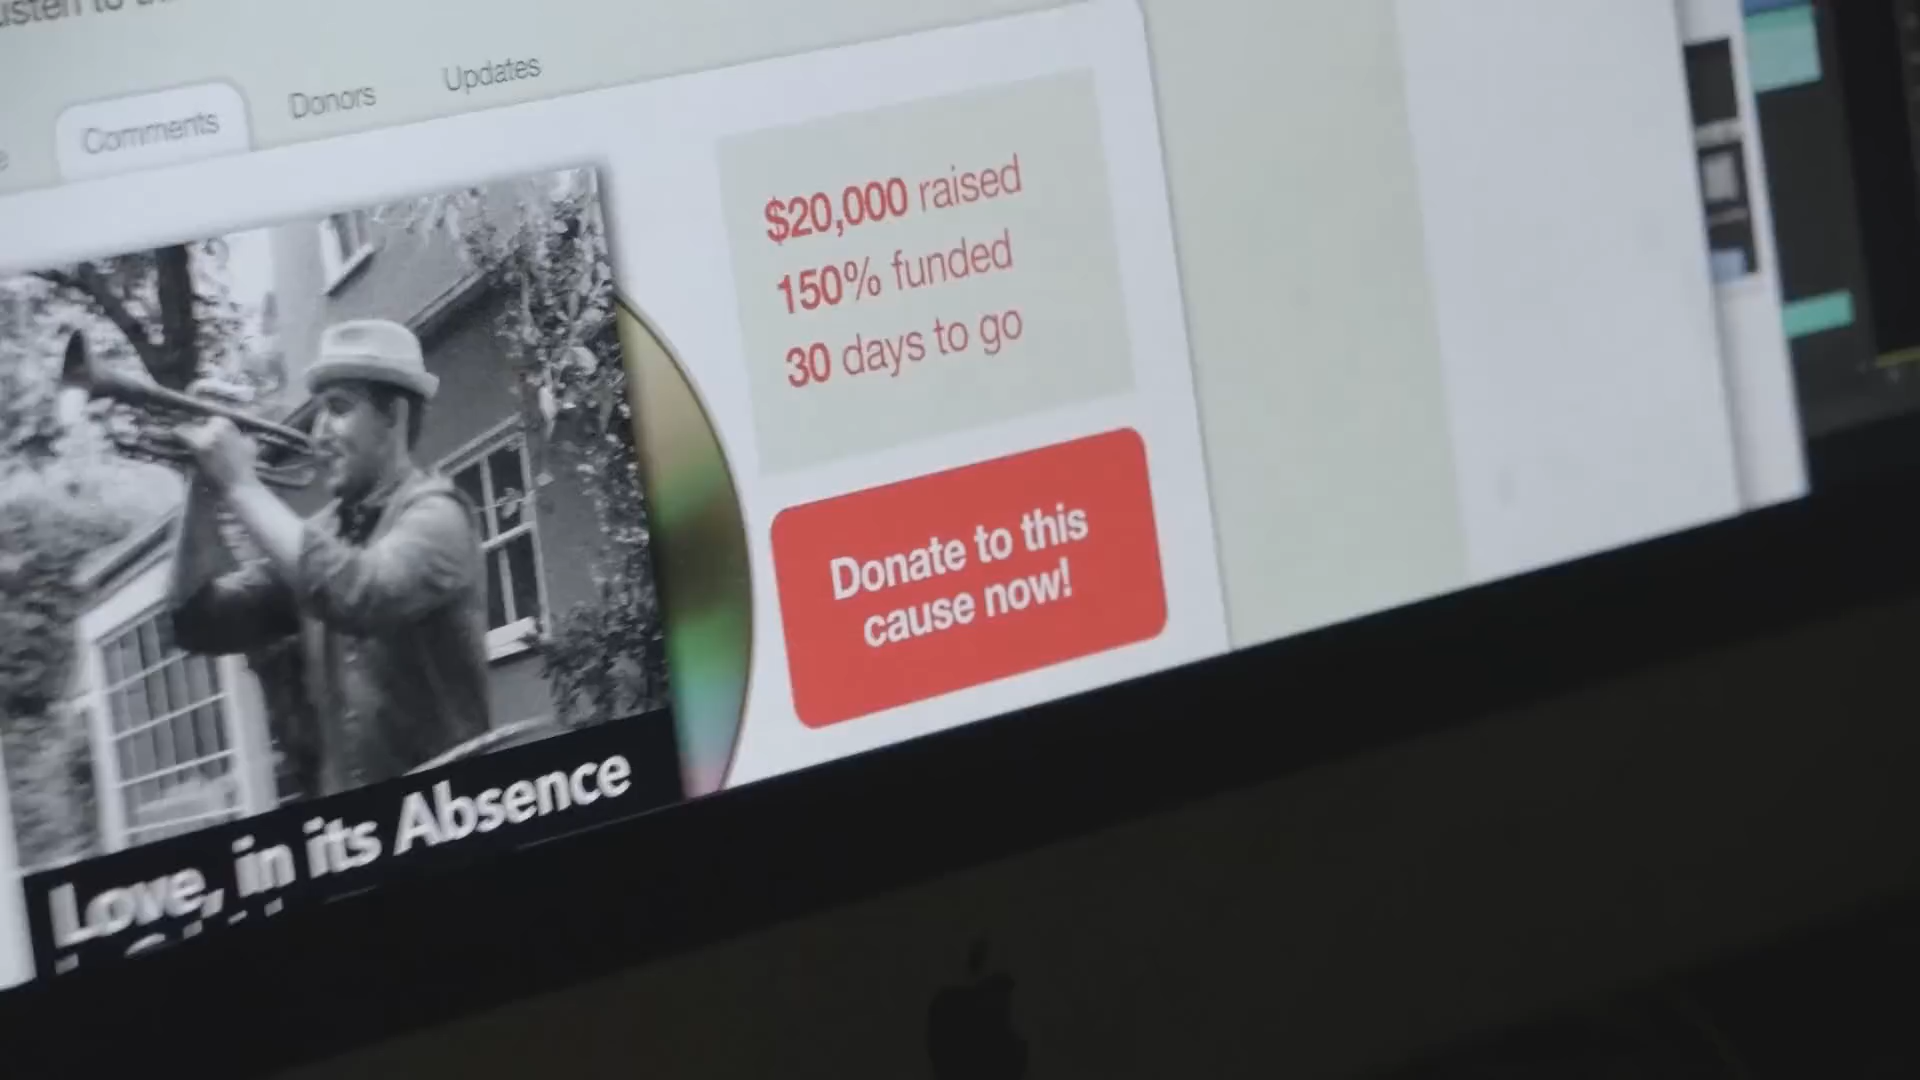 Comments
Donors
Updates
$20,000 raised
150% funded
30 days to go
Donate to this
cause now!
Love, in its Absence